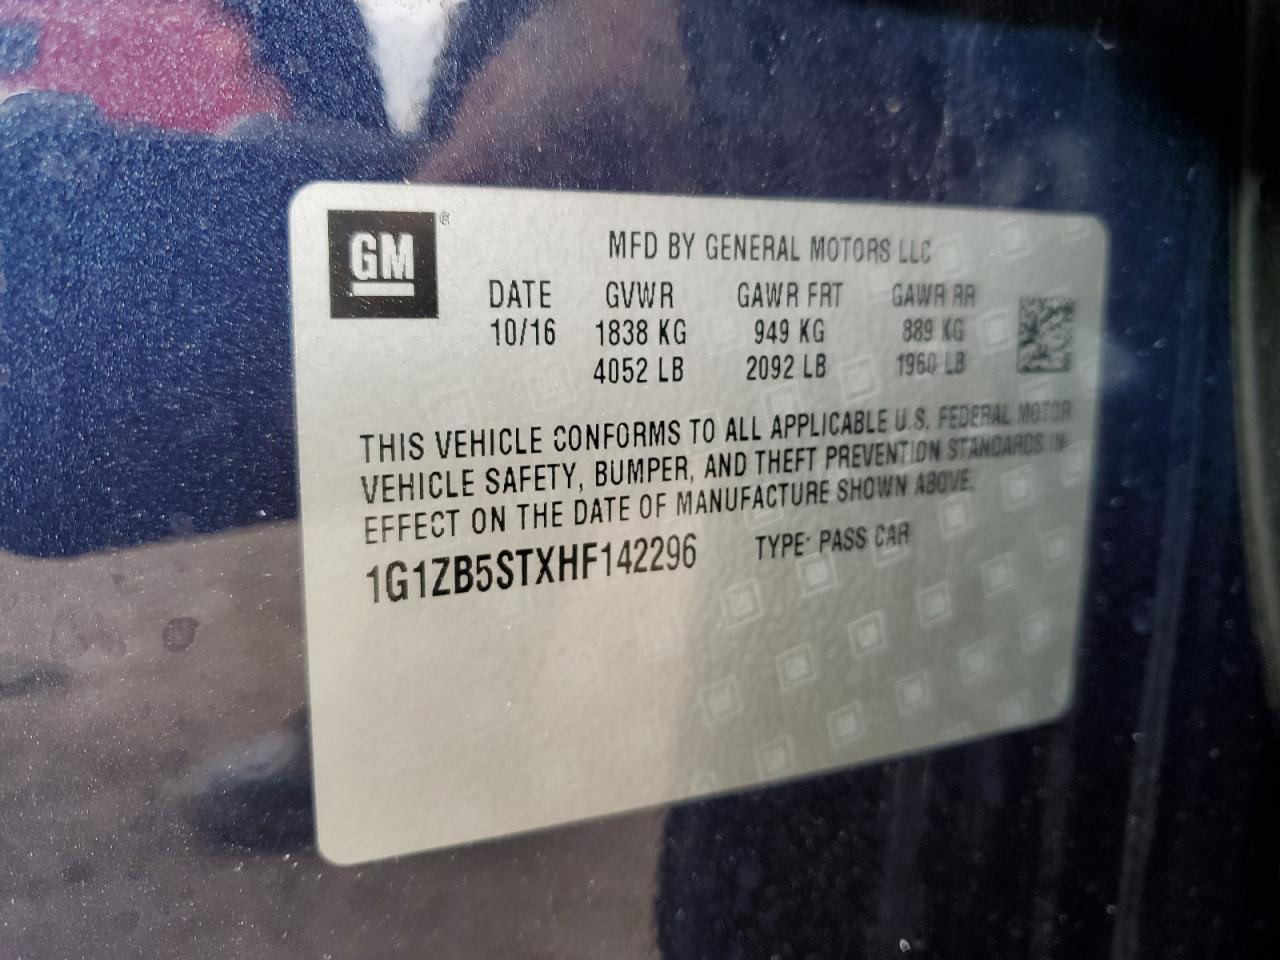 GM
MFD BY GENERAL MOTORS LLC
DATE GVWR GAWR FRT GAWR RR
10/16 1838 KG 949 KG 889 KG
4052 LB 2092 LB 1960 LB
THIS VEHICLE CONFORMS TO ALL APPLICABLE U.S. FEDERAL MOTOR
VEHICLE SAFETY, BUMPER, AND THEFT PREVENTION STANDARDS IN
EFFECT ON THE DATE OF MANUFACTURE SHOWN ABOVE.
1G1ZB5STXHF142296 TYPE: PASS CAR